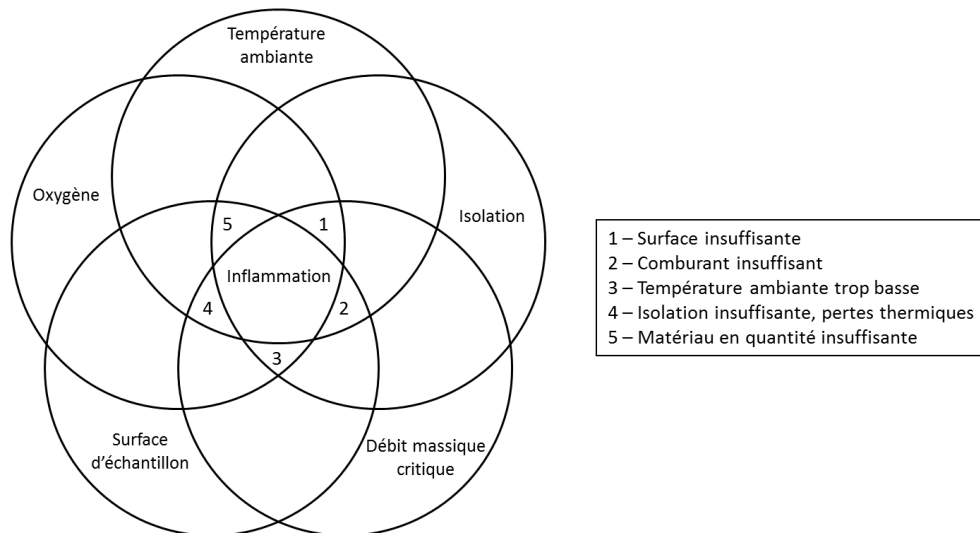 Température
ambiante
Oxygène
Isolation
5
1
Inflammation
4
2
3
Surface
d'échantillon
Débit massique
critique
1 – Surface insuffisante
2 – Comburant insuffisant
3 – Température ambiante trop basse
4 – Isolation insuffisante, pertes thermiques
5 – Matériau en quantité insuffisante